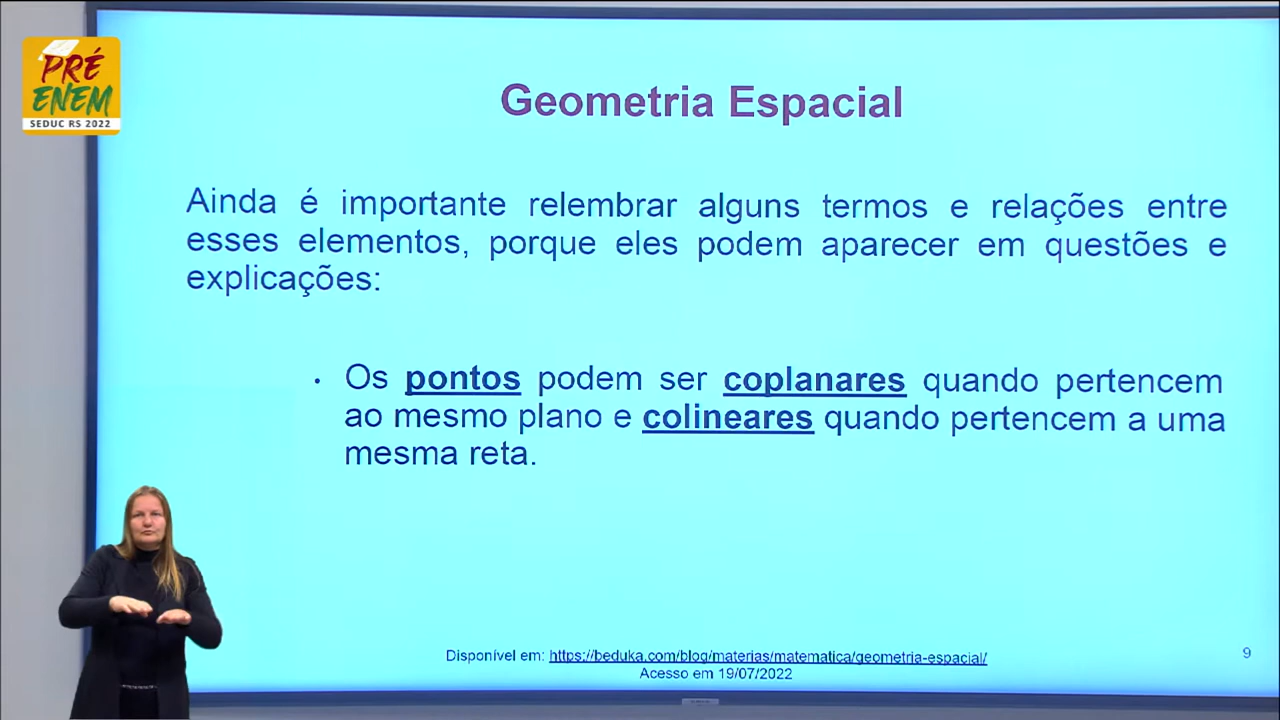 PRÉ
ENEM
SEDUC RS 2022
Geometria Espacial
Ainda é importante relembrar alguns termos e relações entre
esses elementos, porque eles podem aparecer em questões e
explicações:
• Os pontos podem ser coplanares quando pertencem
ao mesmo plano e colineares quando pertencem a uma
mesma reta.
Disponível em: https://beduka.com/blog/materias/matematica/geometria-espacial/
Acesso em 19/07/2022
9